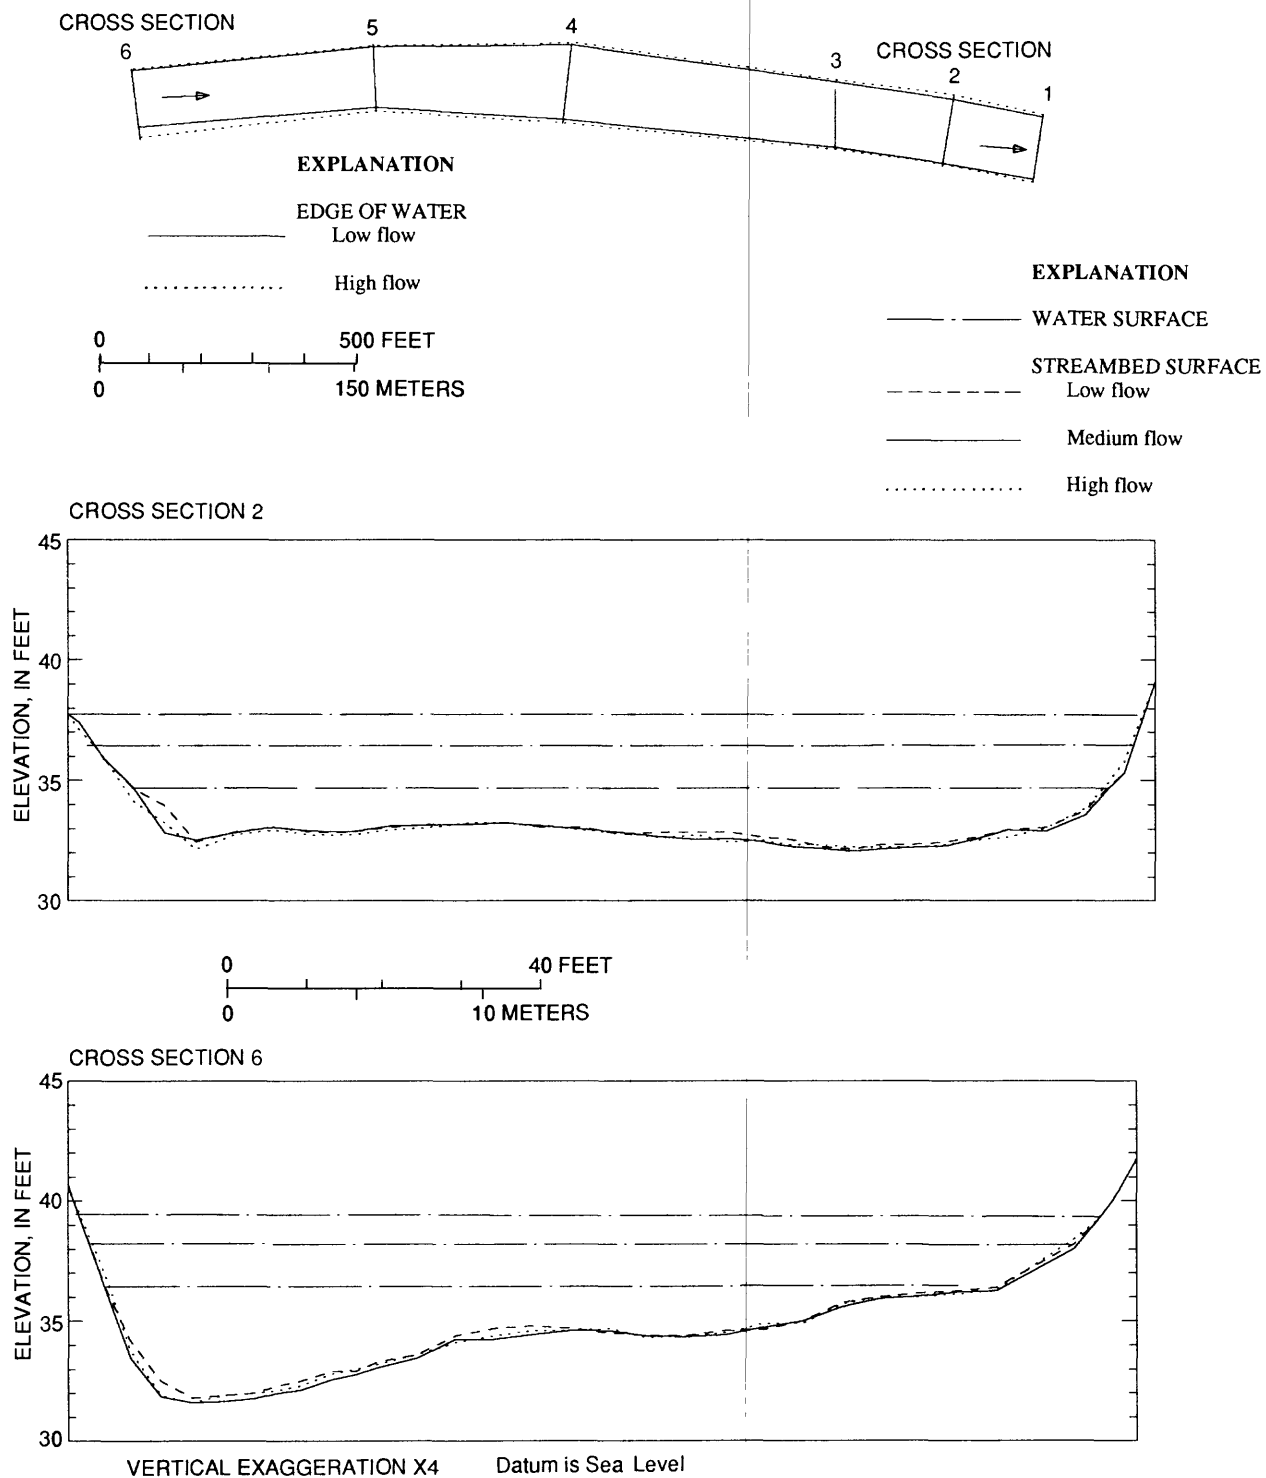 CROSS SECTION
6
5
4
3
CROSS SECTION
2
1
EXPLANATION
EDGE OF WATER
Low flow
High flow
0 500 FEET
0 150 METERS
EXPLANATION
WATER SURFACE
STREAMBED SURFACE
Low flow
Medium flow
High flow
CROSS SECTION 2
ELEVATION, IN FEET
45
40
35
30
0 40 FEET
0 10 METERS
CROSS SECTION 6
ELEVATION, IN FEET
45
40
35
30
VERTICAL EXAGGERATION X4 Datum is Sea Level